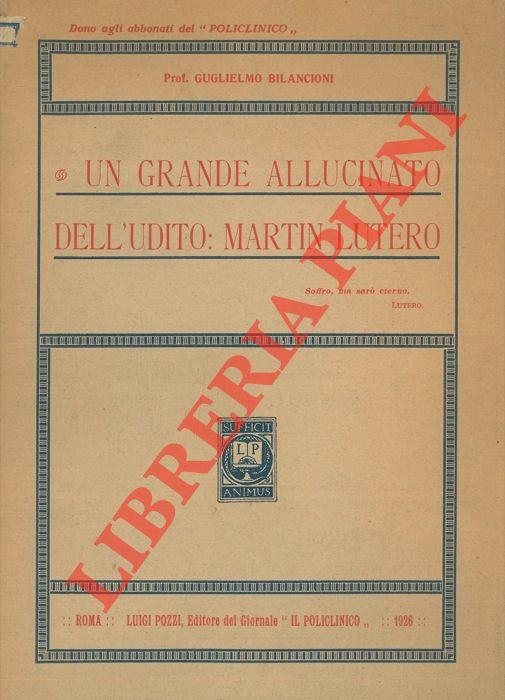 Dono agli abbonati del "POLICLINICO„
Prof. GUGLIELMO BILANCIONI
UN GRANDE ALLUCINATO
DELL'UDITO: MARTIN LUTERO
Soffro, ma sarò eterno.
LUTERO.
SUFFICIT
L P
ANIMUS
:: ROMA :: LUIGI POZZI, Editore del Giornale "IL POLICLINICO„ :: 1926 ::
LIBRERIA PIANI